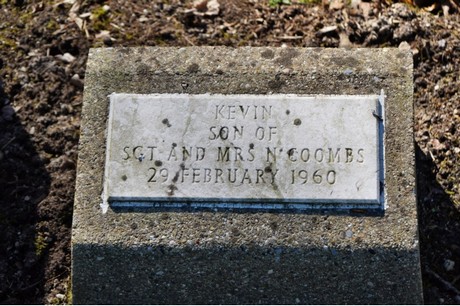 KEVIN
SON OF
SGT AND MRS N COOMBS
29 FEBRUARY 1960